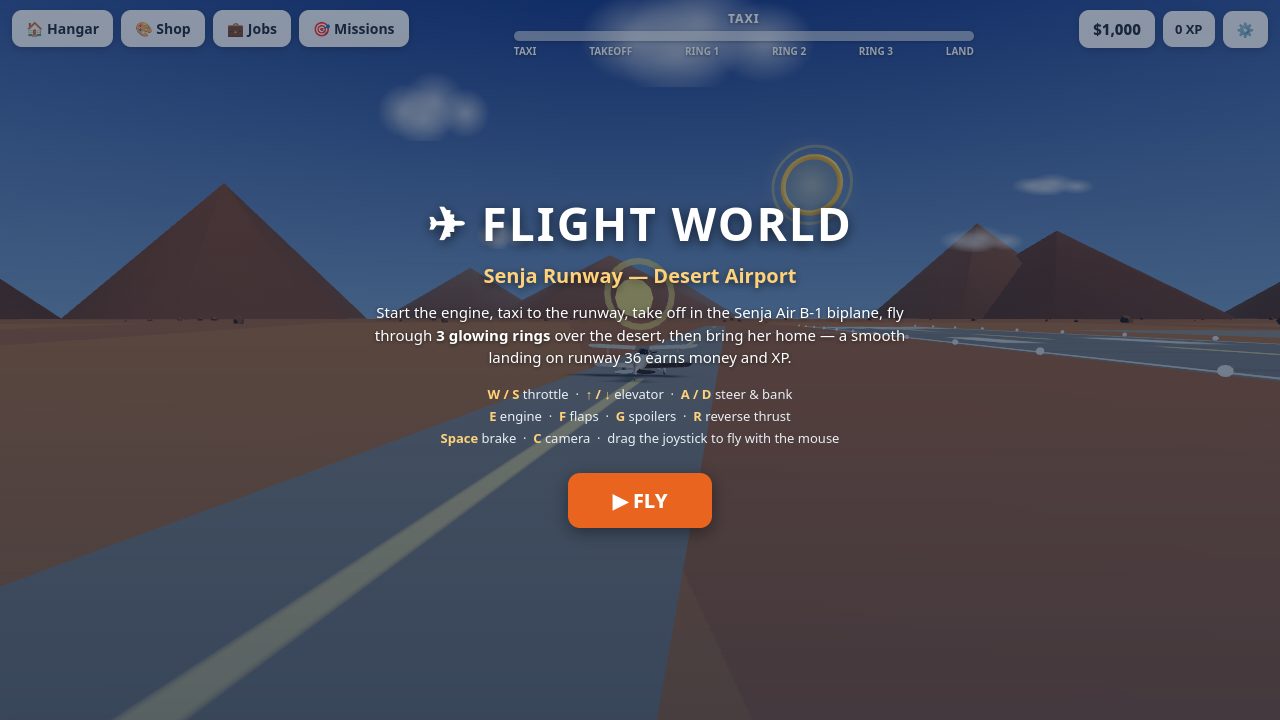 🏠 Hangar 🎨 Shop 💼 Jobs 🎯 Missions
TAXI
TAXI TAKEOFF RING 1 RING 2 RING 3 LAND
$1,000 0 XP ⚙️
✈ FLIGHT WORLD
Senja Runway — Desert Airport
Start the engine, taxi to the runway, take off in the Senja Air B-1 biplane, fly
through 3 glowing rings over the desert, then bring her home — a smooth
landing on runway 36 earns money and XP.
W / S throttle · ↑ / ↓ elevator · A / D steer & bank
E engine · F flaps · G spoilers · R reverse thrust
Space brake · C camera · drag the joystick to fly with the mouse
▶ FLY